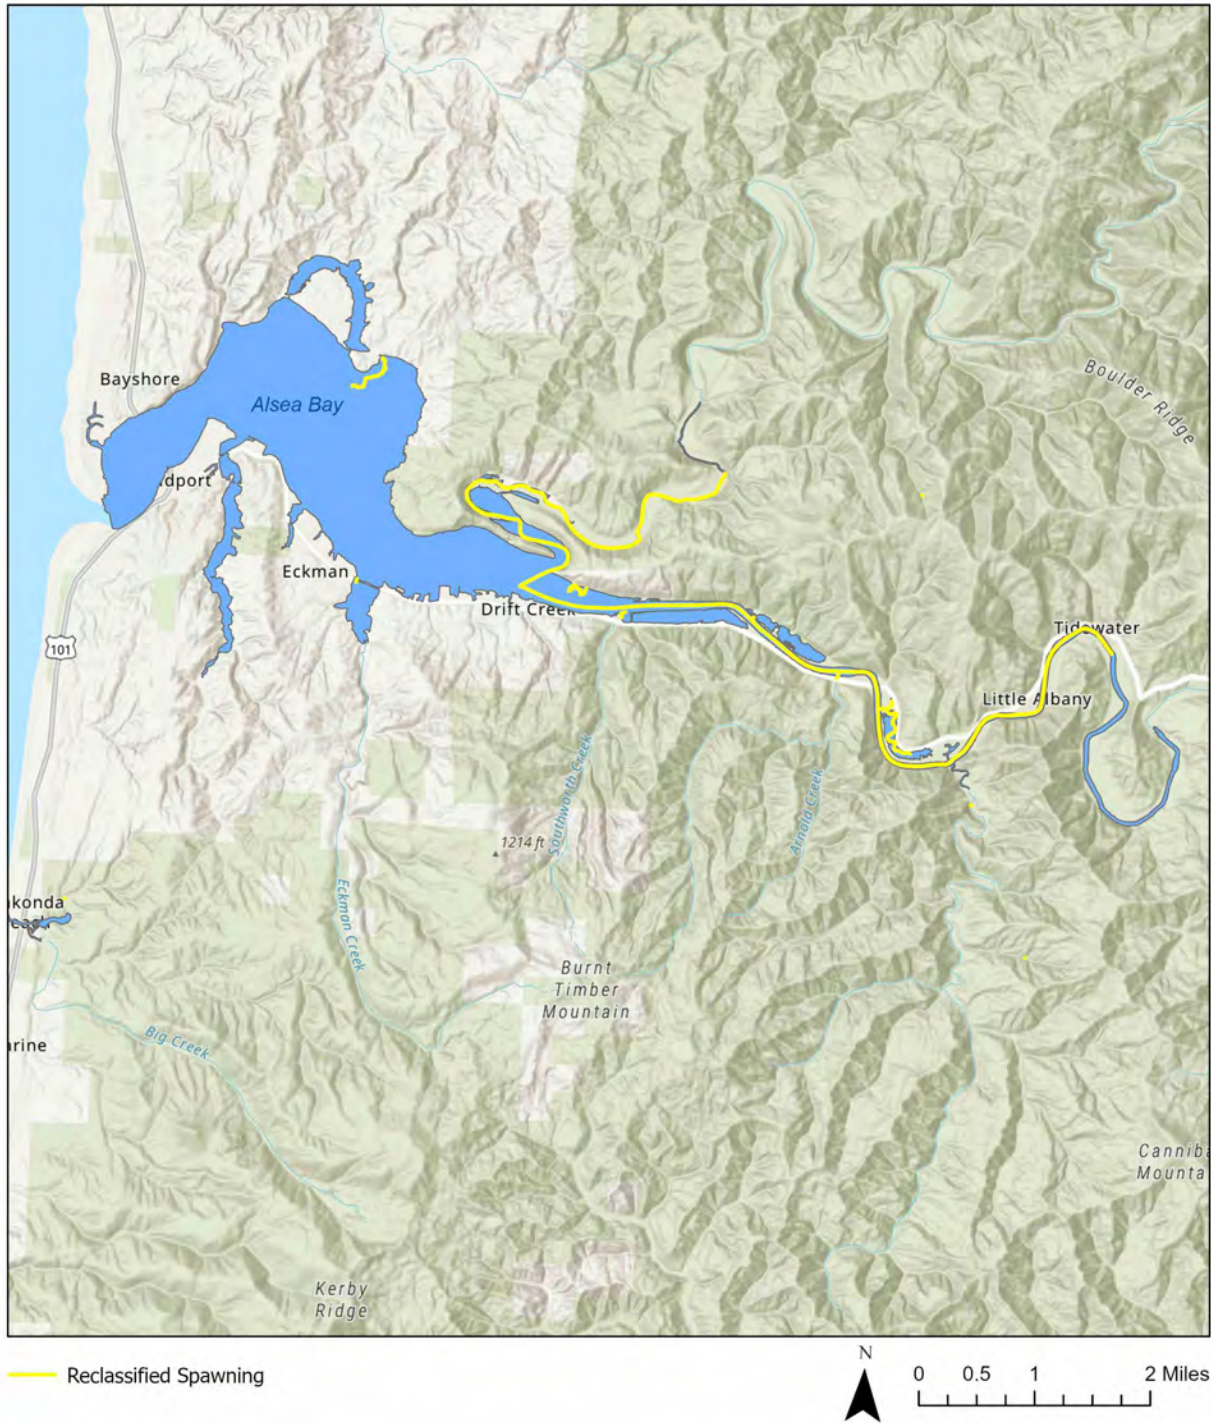 Boulder Ridge
Bayshore
Alsea Bay
dport
Eckman
Drift Creek
Tidewater
101
Little Albany
Southworth Creek
Arnold Creek
1214 ft
Eckman Creek
konda
Burnt
Timber
Mountain
Big Creek
rine
Canniba
Mounta
Kerby
Ridge
Reclassified Spawning
N
0 0.5 1 2 Miles